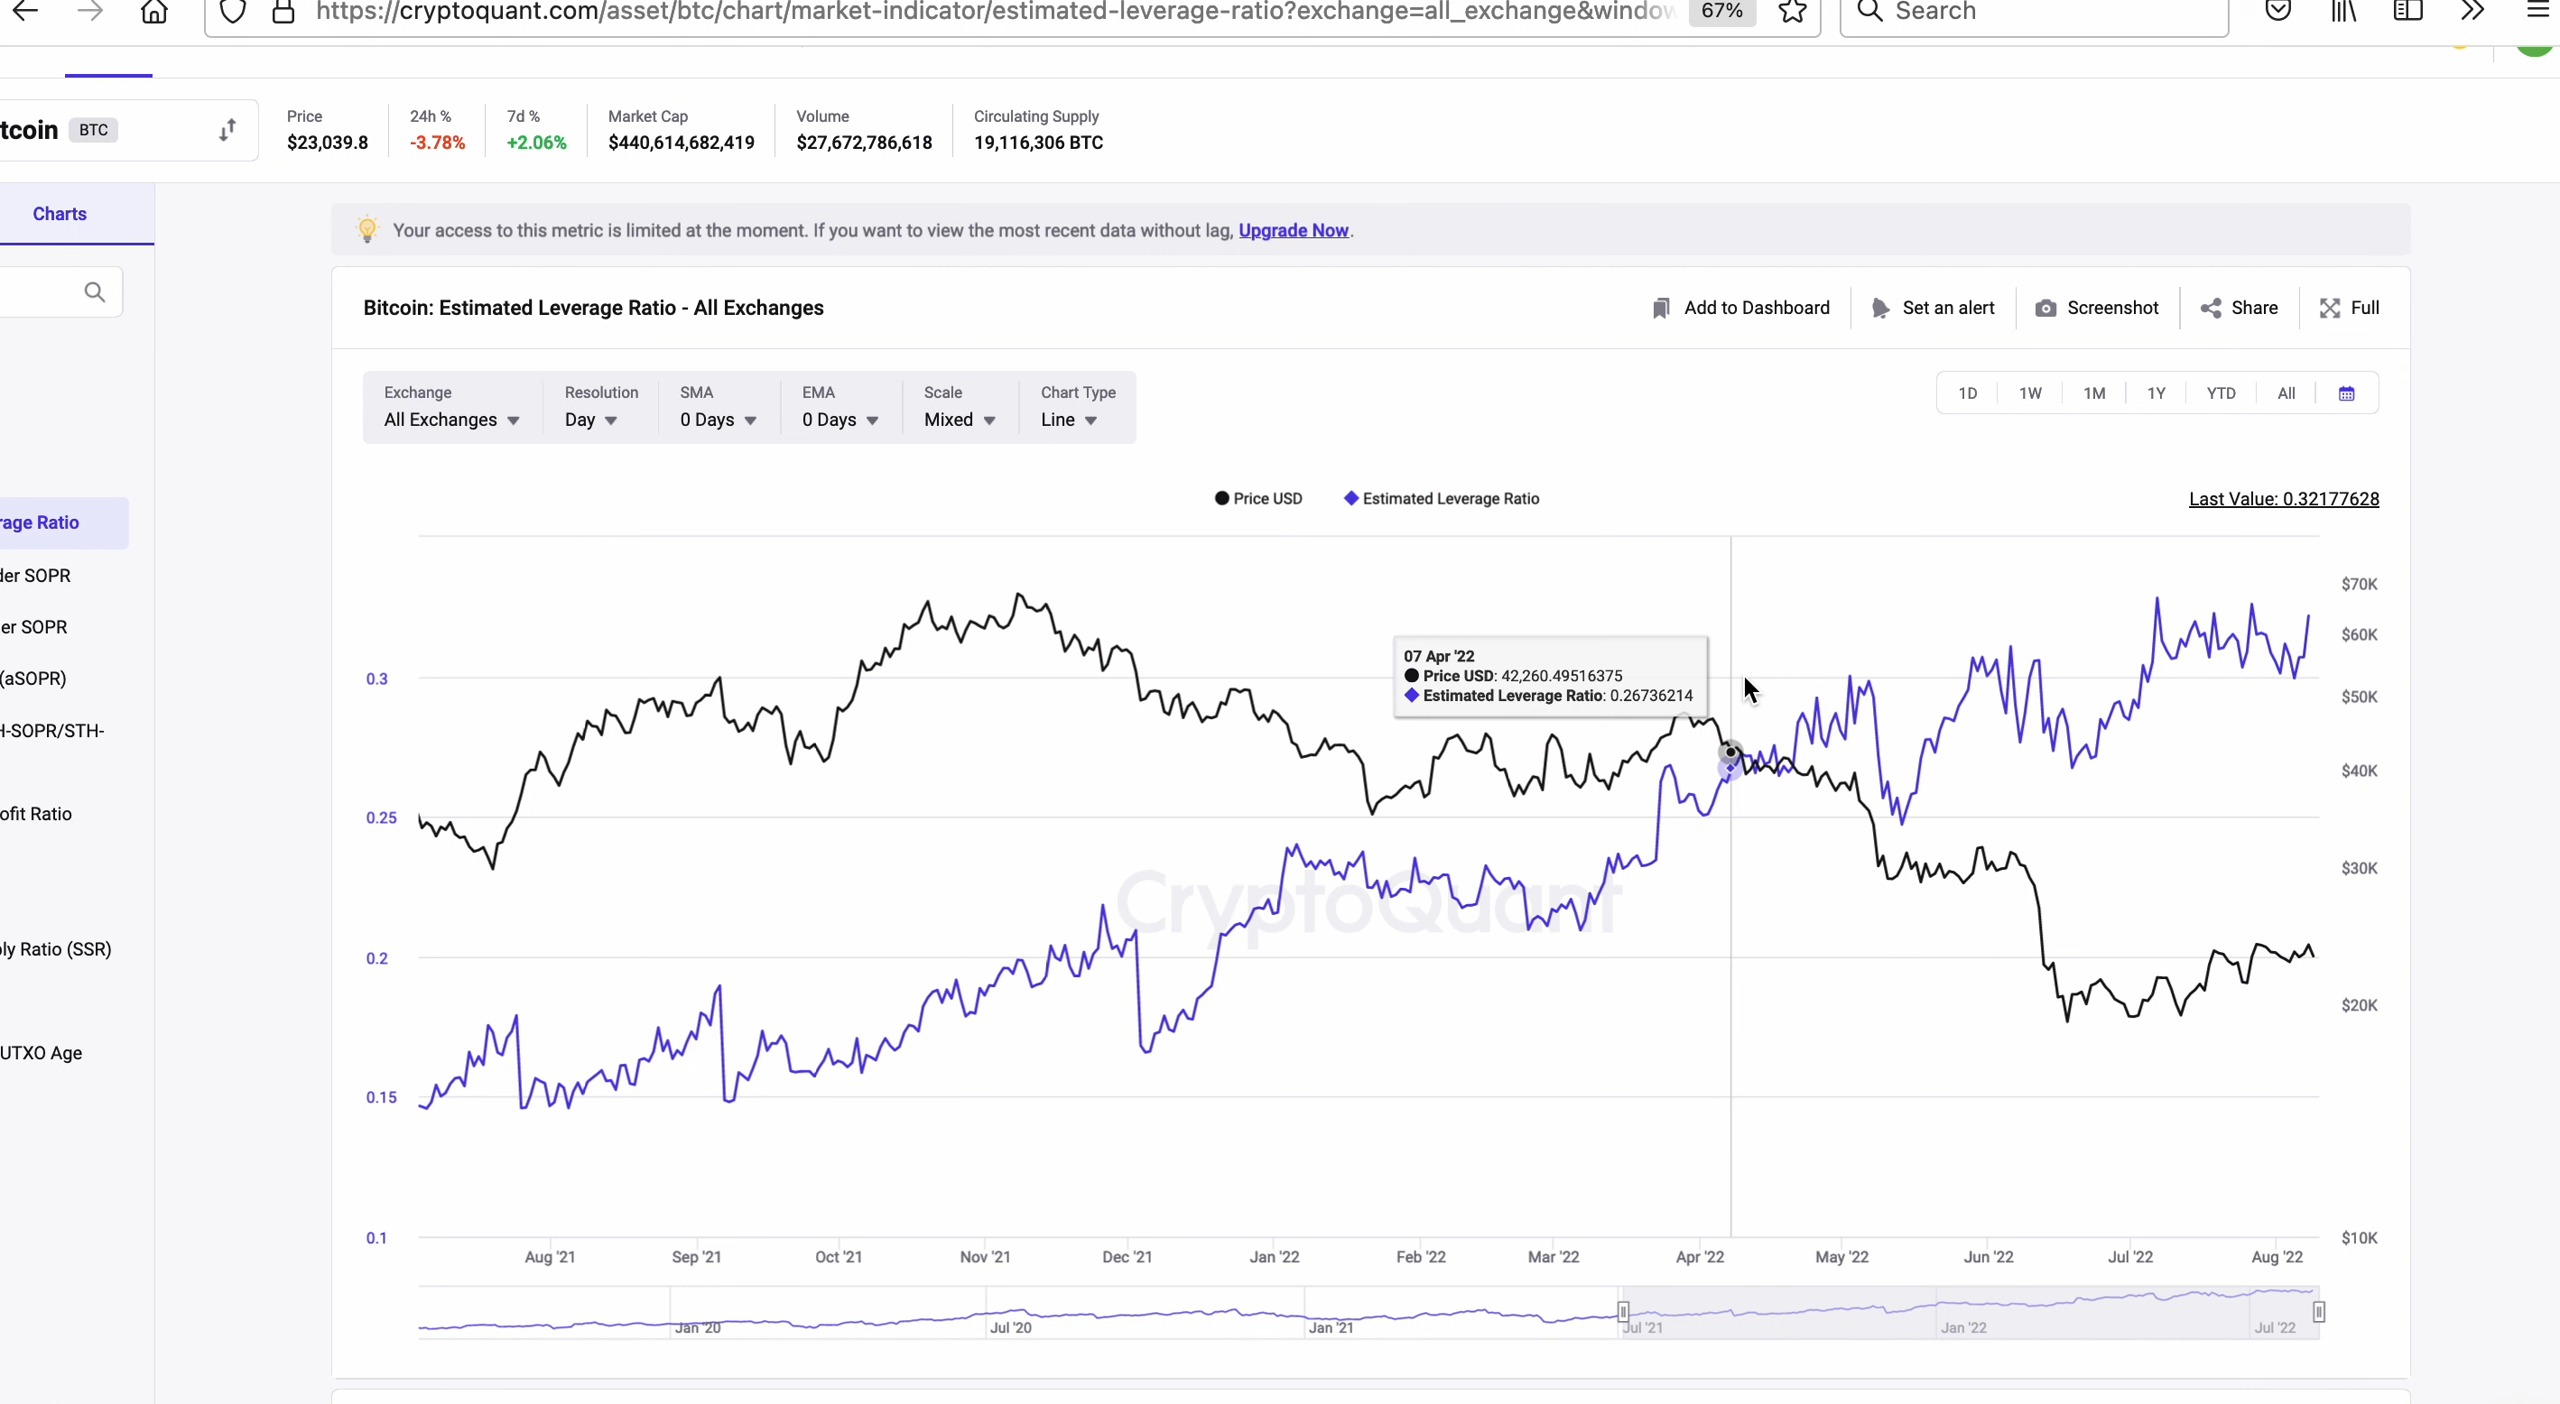 https://cryptoquant.com/asset/btc/chart/market-indicator/estimated-leverage-ratio?exchange=all_exchange&window
67%
Search
tcoin BTC
Price
$23,039.8
24h %
-3.78%
7d %
+2.06%
Market Cap
$440,614,682,419
Volume
$27,672,786,618
Circulating Supply
19,116,306 BTC
Charts
Your access to this metric is limited at the moment. If you want to view the most recent data without lag, Upgrade Now.
Bitcoin: Estimated Leverage Ratio - All Exchanges
Add to Dashboard
Set an alert
Screenshot
Share
Full
Exchange
All Exchanges
Resolution
Day
SMA
0 Days
EMA
0 Days
Scale
Mixed
Chart Type
Line
1D 1W 1M 1Y YTD All
Price USD
Estimated Leverage Ratio
Last Value: 0.32177628
rage Ratio
der SOPR
er SOPR
(aSOPR)
H-SOPR/STH-
ofit Ratio
ly Ratio (SSR)
UTXO Age
0.3
0.25
0.2
0.15
0.1
$70K
$60K
$50K
$40K
$30K
$20K
$10K
07 Apr '22
Price USD: 42,260.49516375
Estimated Leverage Ratio: 0.26736214
CryptoQuant
Aug '21 Sep '21 Oct '21 Nov '21 Dec '21 Jan '22 Feb '22 Mar '22 Apr '22 May '22 Jun '22 Jul '22 Aug '22
Jan '20 Jul '20 Jan '21 Jul '21 Jan '22 Jul '22